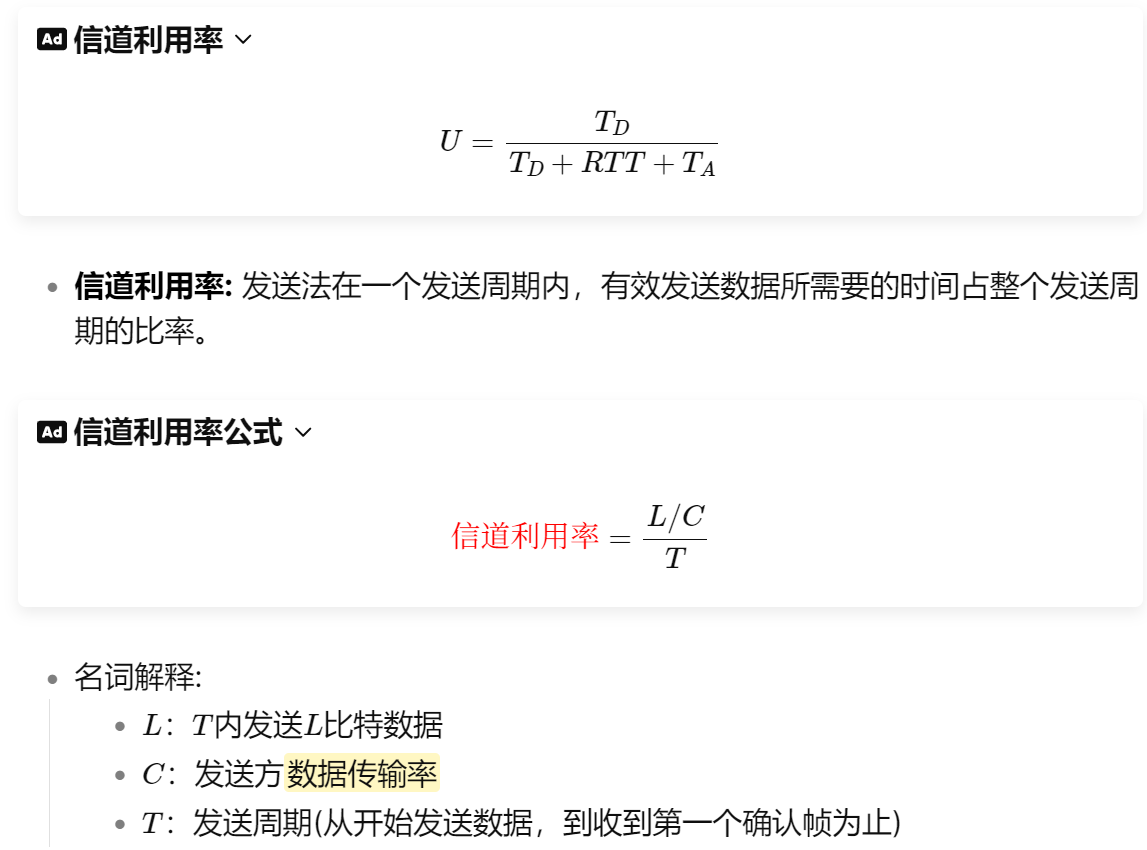 Ad 信道利用率
U = \frac{T_D}{T_D + RTT + T_A}
信道利用率: 发送法在一个发送周期内，有效发送数据所需要的时间占整个发送周
期的比率。
Ad 信道利用率公式
信道利用率 = \frac{L/C}{T}
名词解释:
L：T内发送L比特数据
C：发送方数据传输率
T：发送周期(从开始发送数据，到收到第一个确认帧为止)